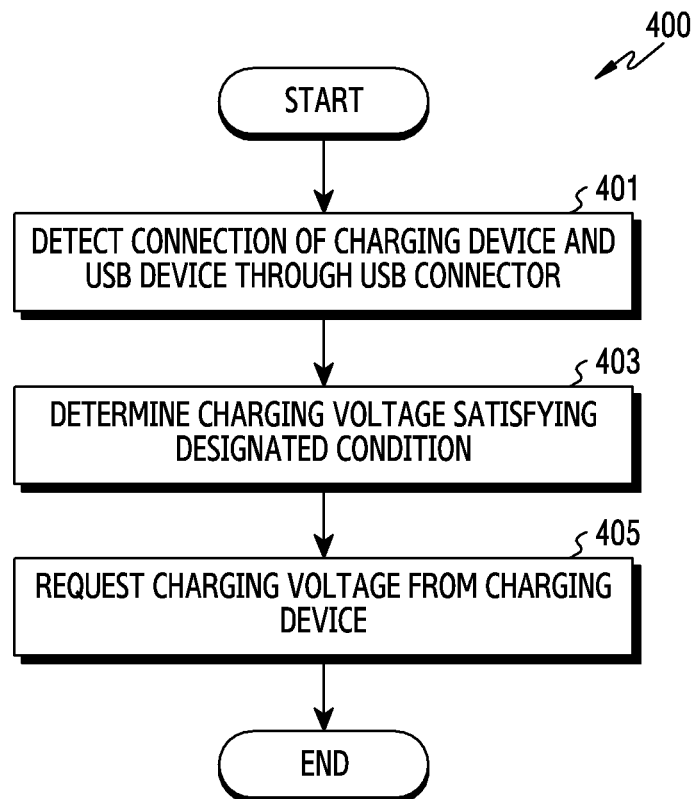 400
START
401
DETECT CONNECTION OF CHARGING DEVICE AND
USB DEVICE THROUGH USB CONNECTOR
403
DETERMINE CHARGING VOLTAGE SATISFYING
DESIGNATED CONDITION
405
REQUEST CHARGING VOLTAGE FROM CHARGING
DEVICE
END